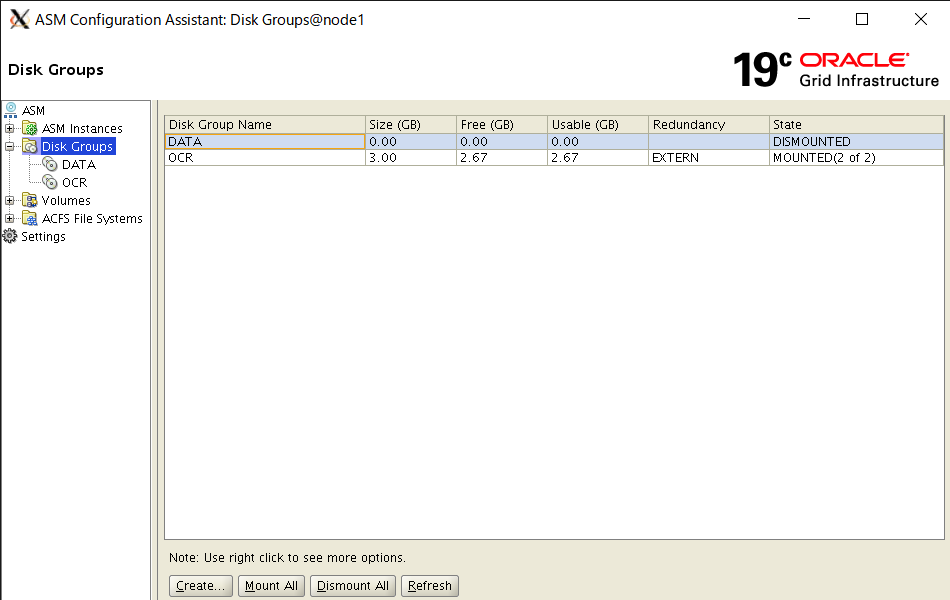 ASM Configuration Assistant: Disk Groups@node1
Disk Groups
19c ORACLE
Grid Infrastructure
ASM
ASM Instances
Disk Groups
DATA
OCR
Volumes
ACFS File Systems
Settings
Disk Group Name Size (GB) Free (GB) Usable (GB) Redundancy State
DATA 0.00 0.00 0.00 DISMOUNTED
OCR 3.00 2.67 2.67 EXTERN MOUNTED(2 of 2)
Note: Use right click to see more options.
Create... Mount All Dismount All Refresh